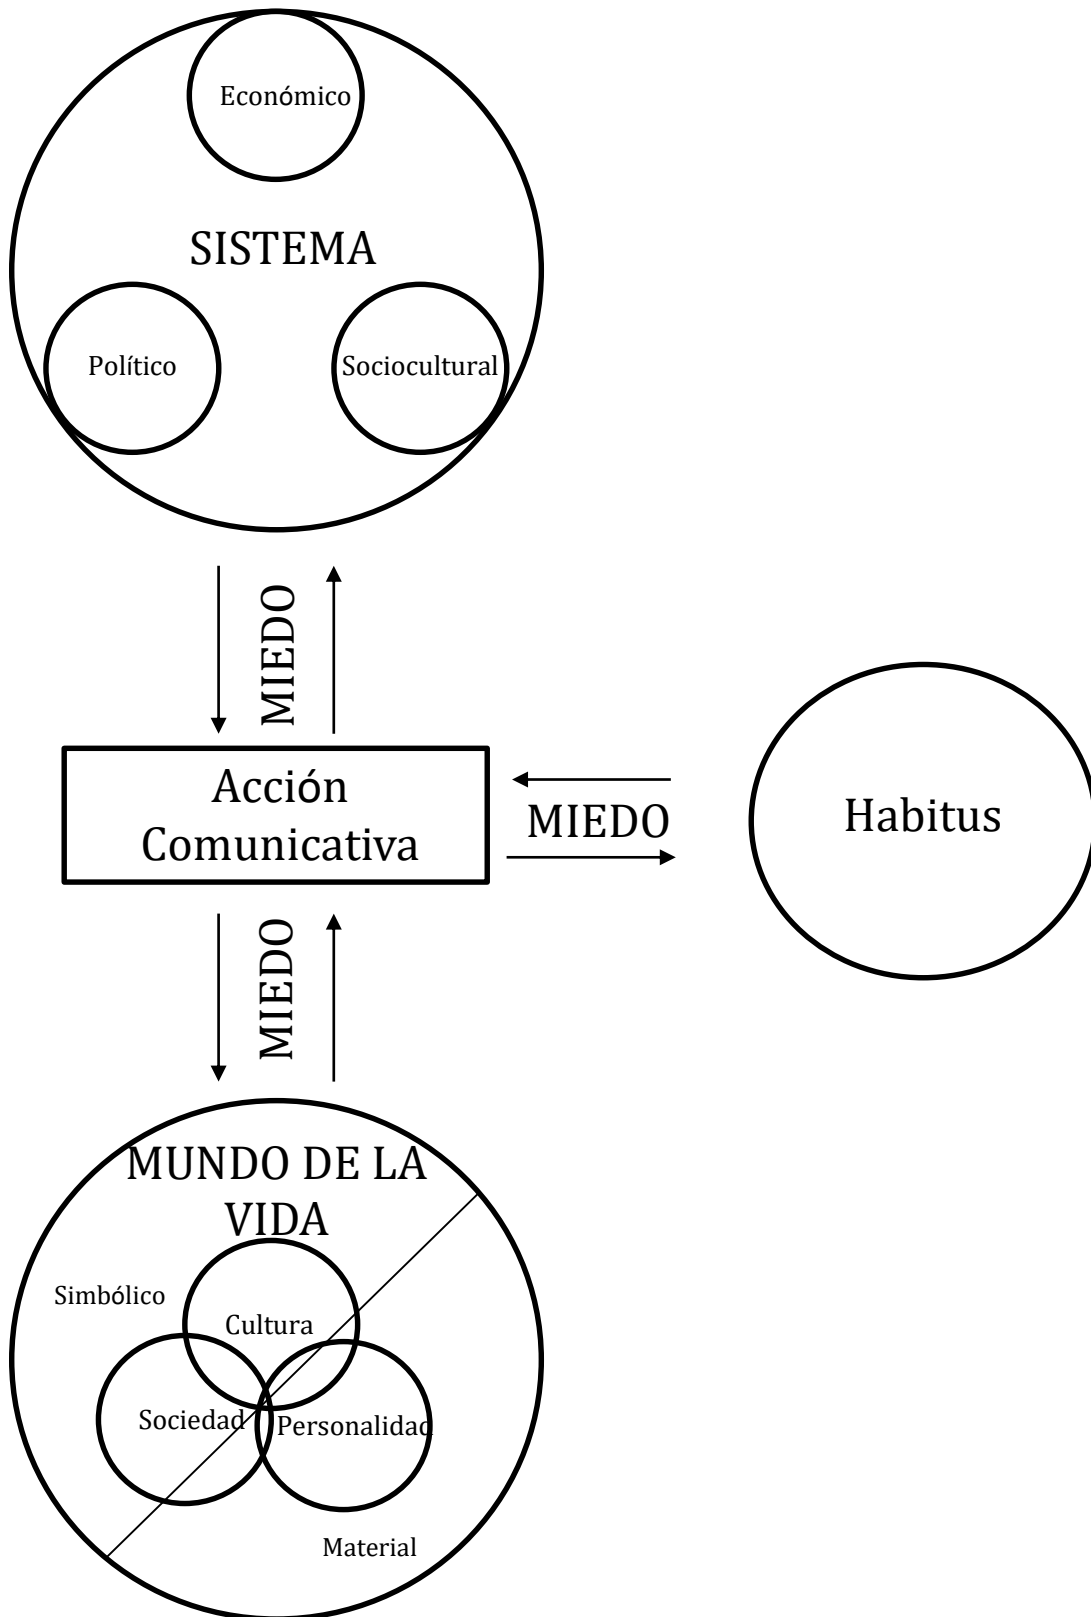 Económico
SISTEMA
Político
Sociocultural
MIEDO
Acción
Comunicativa
MIEDO
Habitus
MIEDO
MUNDO DE LA
VIDA
Simbólico
Cultura
Sociedad
Personalidad
Material